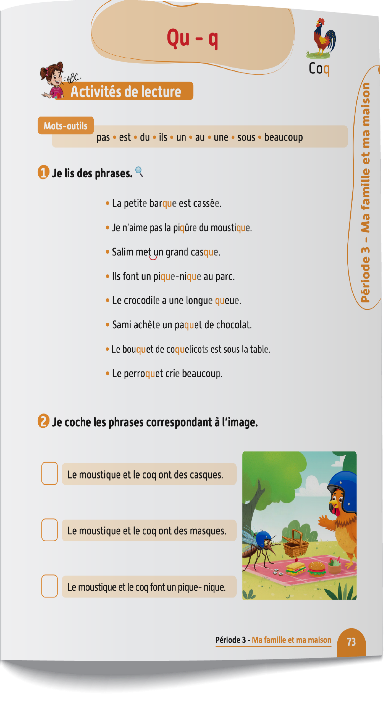 Qu - q
Coq
Activités de lecture
Mots-outils
pas • est • du • ils • un • au • une • sous • beaucoup
1 Je lis des phrases.
• La petite barque est cassée.
• Je n'aime pas la piqûre du moustique.
• Salim met un grand casque.
• Ils font un pique-nique au parc.
• Le crocodile a une longue queue.
• Sami achète un paquet de chocolat.
• Le bouquet de coquelicots est sous la table.
• Le perroquet crie beaucoup.
2 Je coche les phrases correspondant à l'image.
Le moustique et le coq ont des casques.
Le moustique et le coq ont des masques.
Le moustique et le coq font un pique- nique.
Période 3 - Ma famille et ma maison
73
Période 3 - Ma famille et ma maison